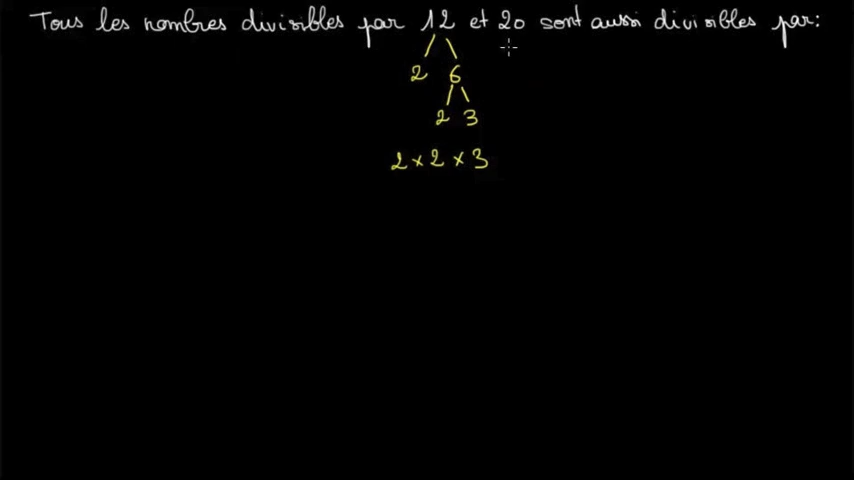 Tous les nombres divisibles par 12 et 20 sont aussi divisibles par:
2 6
2 3
2 × 2 × 3